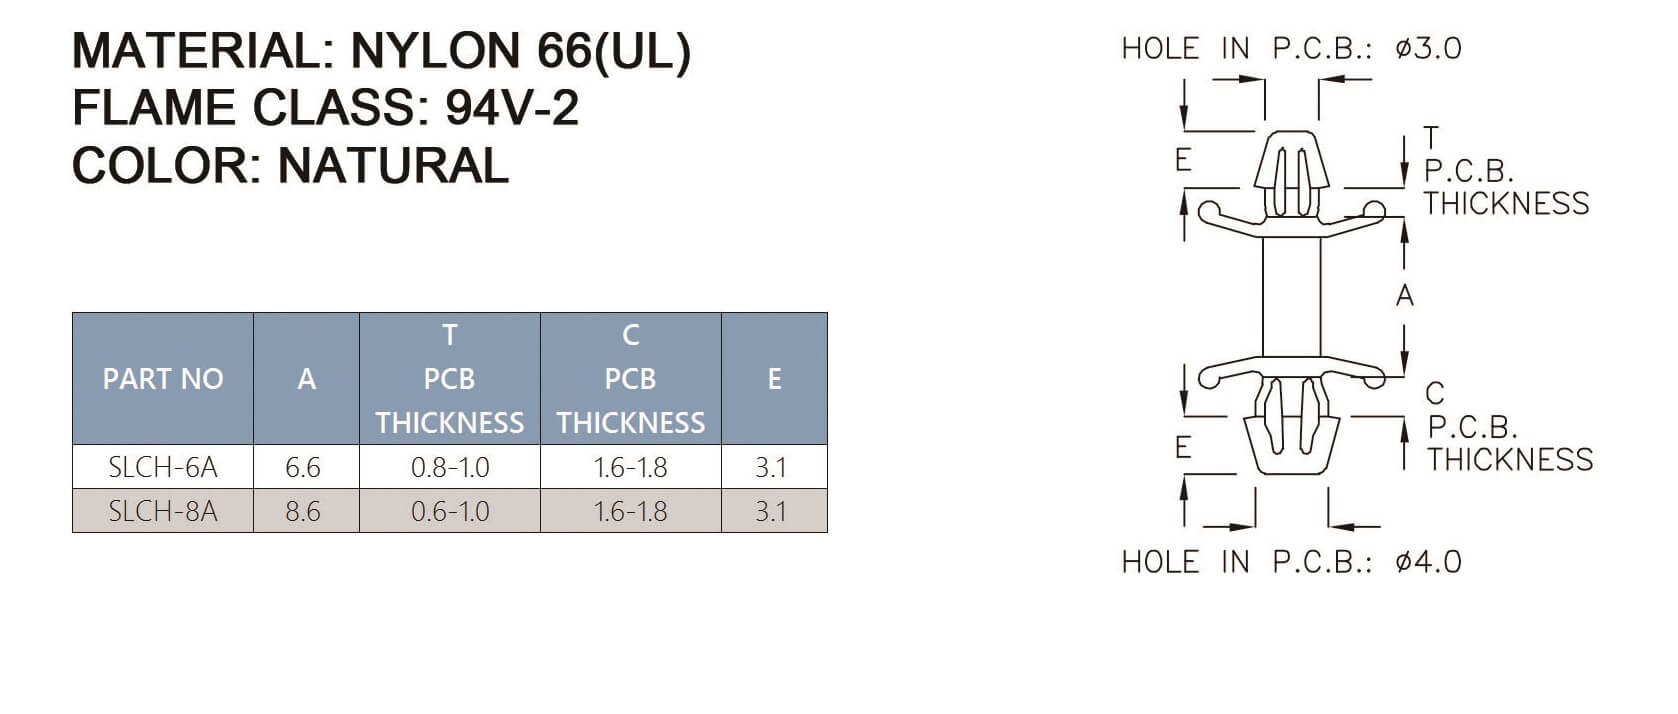 MATERIAL: NYLON 66(UL)
FLAME CLASS: 94V-2
COLOR: NATURAL
PART NO A T PCB THICKNESS C PCB THICKNESS E
SLCH-6A 6.6 0.8-1.0 1.6-1.8 3.1
SLCH-8A 8.6 0.6-1.0 1.6-1.8 3.1
HOLE IN P.C.B.: ø3.0
E
T
P.C.B.
THICKNESS
A
C
P.C.B.
THICKNESS
E
HOLE IN P.C.B.: ø4.0